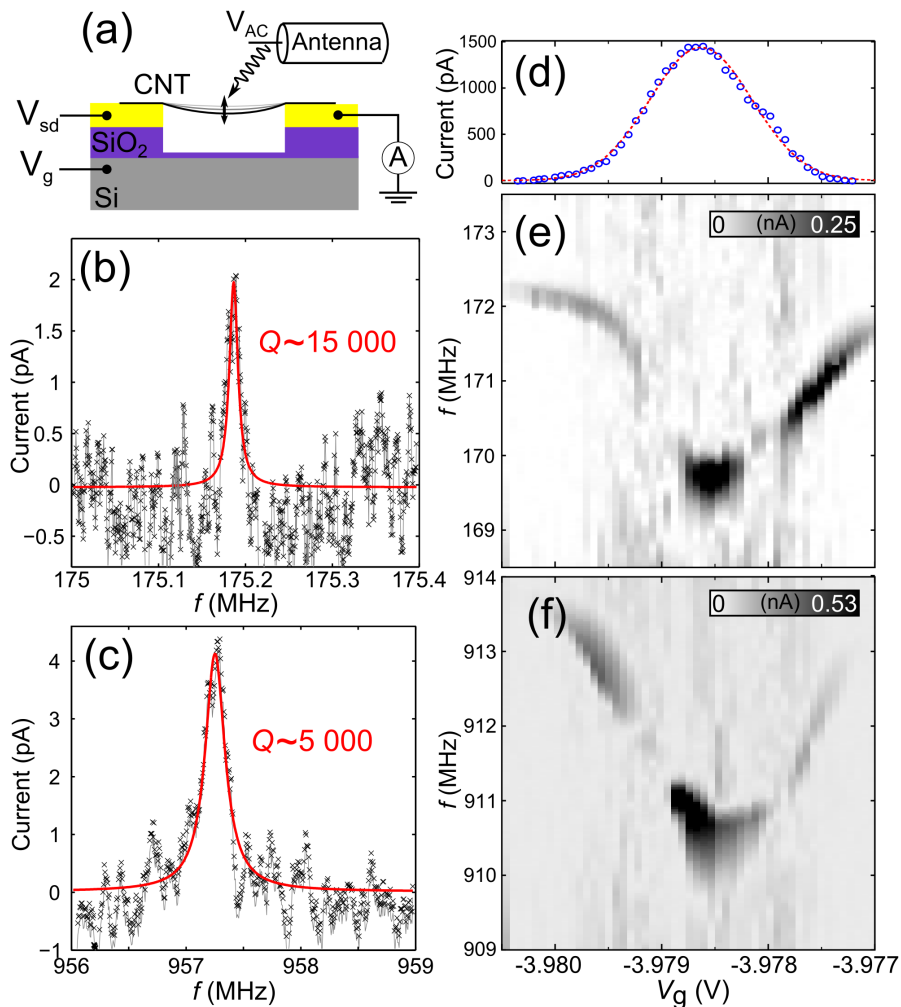 (a)
V_AC
Antenna
CNT
V_sd
SiO₂
A
V_g
Si
(b)
Q~15 000
Current (pA)
2
1.5
1
0.5
0
−0.5
175 175.1 175.2 175.3 175.4
f (MHz)
(c)
Q~5 000
Current (pA)
4
3
2
1
0
−1
956 957 958 959
f (MHz)
(d)
Current (pA)
1500
1000
500
0
(e)
0 (nA) 0.25
f (MHz)
173
172
171
170
169
(f)
0 (nA) 0.53
f (MHz)
914
913
912
911
910
909
-3.980 -3.979 -3.978 -3.977
V_g (V)